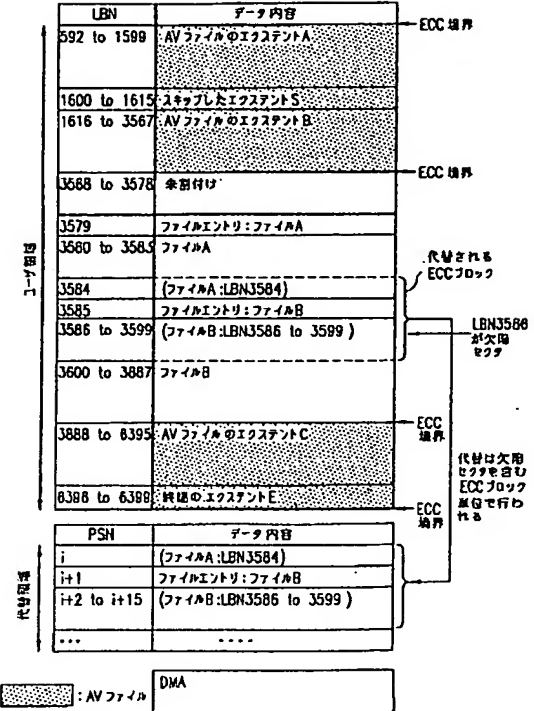 LBN データ内容
ECC 境界
592 to 1599 AVファイルのエクステントA
1600 to 1615 スキップしたエクステントS
1616 to 3567 AVファイルのエクステントB
ECC 境界
3568 to 3578 未割付け
3579 ファイルエントリ:ファイルA
3580 to 3583 ファイルA
代替される
ECCブロック
3584 (ファイルA:LBN3584)
3585 ファイルエントリ:ファイルB
3586 to 3599 (ファイルB:LBN3586 to 3599 )
LBN3586
が欠陥
セクタ
3600 to 3887 ファイルB
ECC
境界
3888 to 6395 AVファイルのエクステントC
代替は欠陥
セクタを含む
ECCブロック
単位で行わ
れる
6396 to 6399 終端のエクステントE
ECC
境界
ユーザ領域
PSN データ内容
i (ファイルA:LBN3584)
i+1 ファイルエントリ:ファイルB
i+2 to i+15 (ファイルB:LBN3586 to 3599 )
... ....
代替領域
:AVファイル
DMA